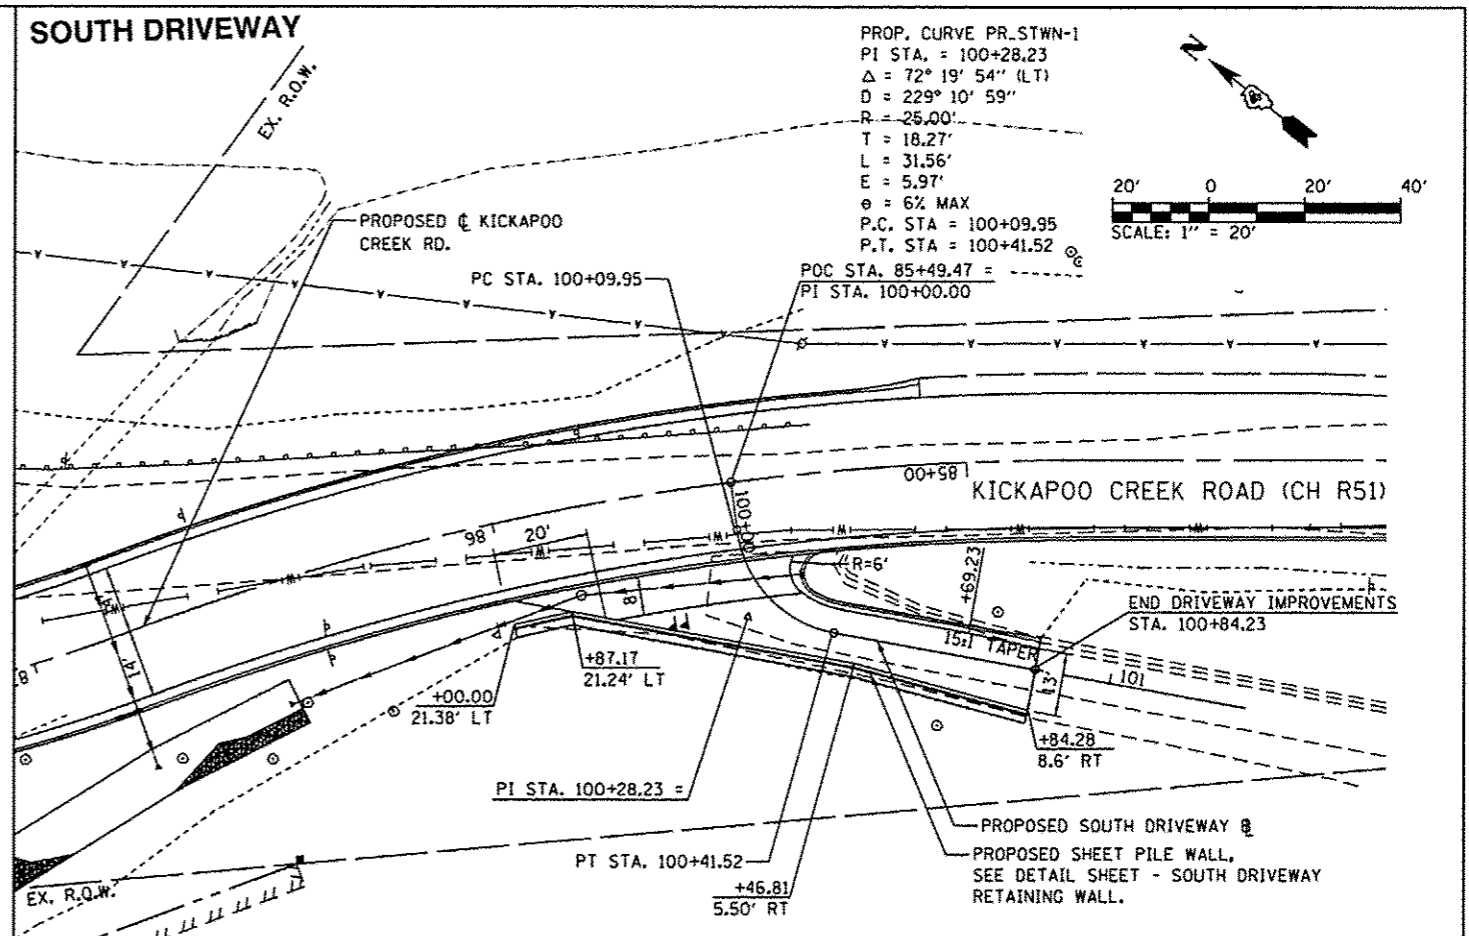 SOUTH DRIVEWAY
EX. R.O.W.
PROP. CURVE PR_STWN-1
PI STA. = 100+28.23
Δ = 72° 19' 54" (LT)
D = 229° 10' 59"
R = 25.00'
T = 18.27'
L = 31.56'
E = 5.97'
e = 6% MAX
P.C. STA = 100+09.95
P.T. STA = 100+41.52
N
20' 0 20' 40'
SCALE: 1" = 20'
PROPOSED ℄ KICKAPOO
CREEK RD.
PC STA. 100+09.95
POC STA. 85+49.47 =
PI STA. 100+00.00
85+00
KICKAPOO CREEK ROAD (CH R51)
100+00
86
20'
R=6'
8'
+69.23
END DRIVEWAY IMPROVEMENTS
STA. 100+84.23
15:1 TAPER
101
13'
14'
+87.17
21.24' LT
+00.00
21.38' LT
+84.28
8.6' RT
PI STA. 100+28.23 =
PROPOSED SOUTH DRIVEWAY
PT STA. 100+41.52
PROPOSED SHEET PILE WALL,
SEE DETAIL SHEET - SOUTH DRIVEWAY
RETAINING WALL.
+46.81
5.50' RT
EX. R.O.W.